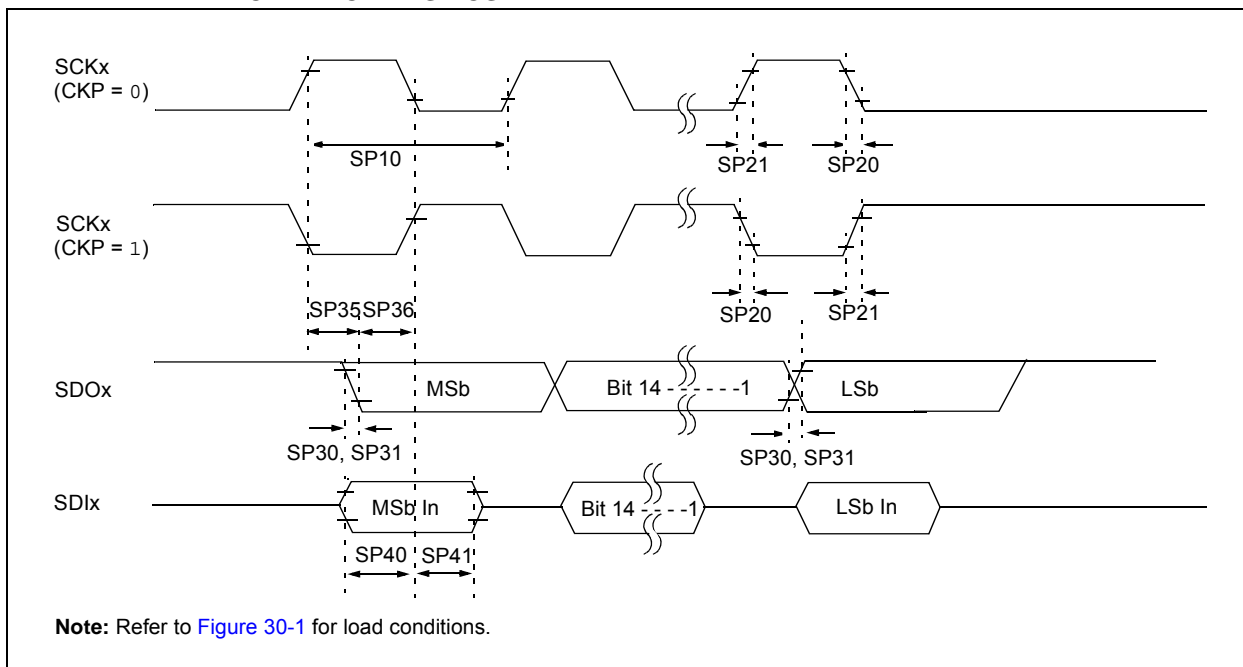 SCKx
(CKP = 0)
SP10
SP21
SP20
SCKx
(CKP = 1)
SP35
SP36
SP20
SP21
SDOx
MSb
Bit 14 - - - - - -1
LSb
SP30, SP31
SP30, SP31
SDIx
MSb In
Bit 14 - - - -1
LSb In
SP40
SP41
Note: Refer to Figure 30-1 for load conditions.